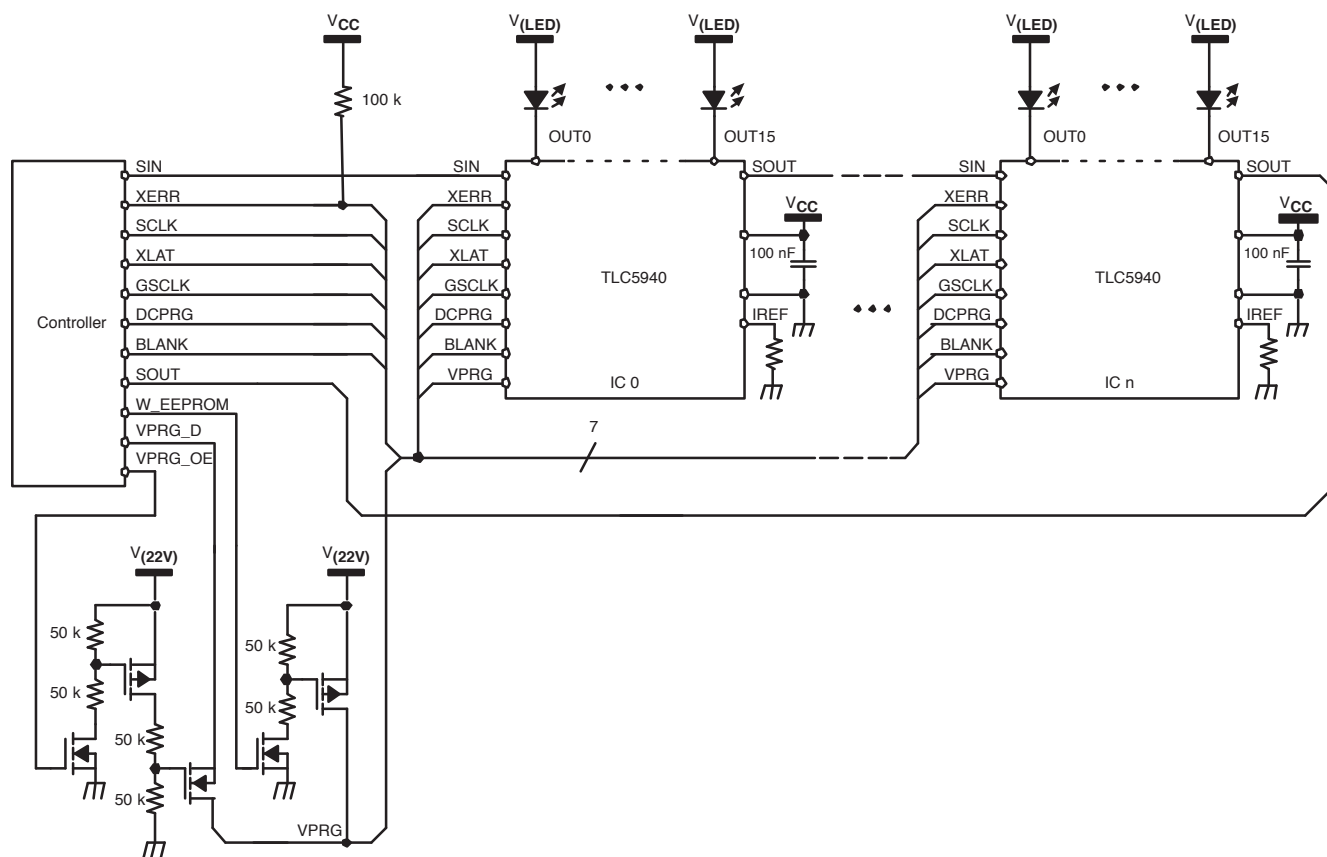 VCC
V(LED)
V(LED)
V(LED)
V(LED)
100 k
OUT0
OUT15
OUT0
OUT15
Controller
SIN
XERR
SCLK
XLAT
GSCLK
DCPRG
BLANK
SOUT
W_EEPROM
VPRG_D
VPRG_OE
SIN
XERR
SCLK
XLAT
GSCLK
DCPRG
BLANK
VPRG
TLC5940
IC 0
SOUT
VCC
100 nF
IREF
SIN
XERR
SCLK
XLAT
GSCLK
DCPRG
BLANK
VPRG
TLC5940
IC n
SOUT
VCC
100 nF
IREF
7
V(22V)
V(22V)
50 k
50 k
50 k
50 k
50 k
50 k
VPRG